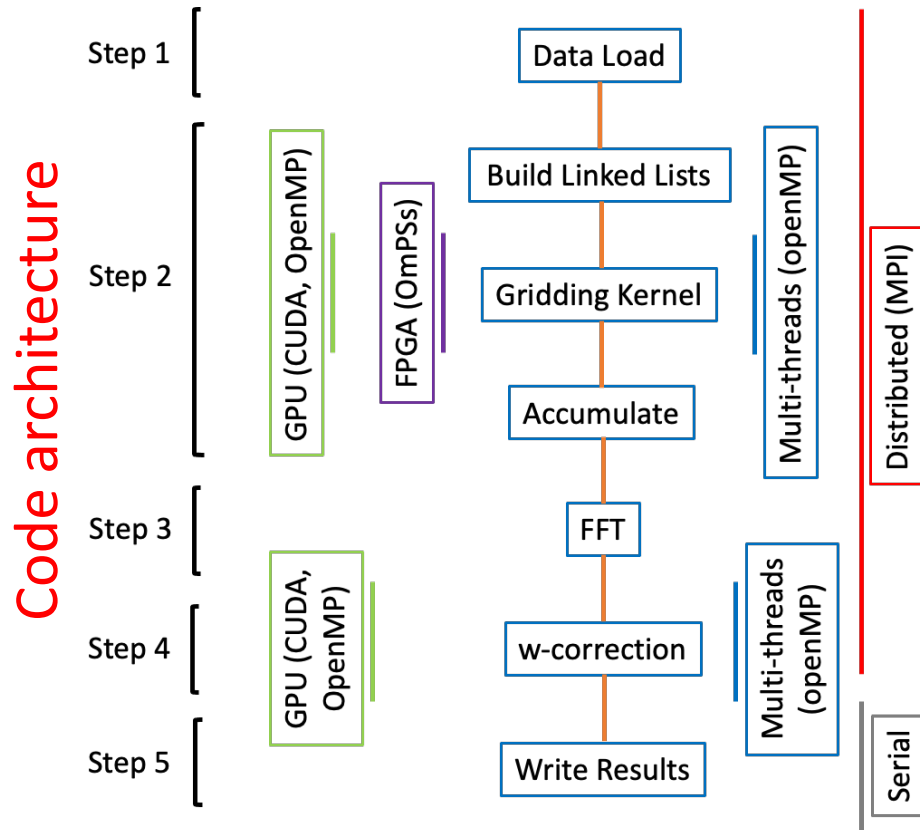 Code architecture
Step 1
Data Load
Step 2
GPU (CUDA, OpenMP)
FPGA (OmPSs)
Build Linked Lists
Gridding Kernel
Accumulate
Multi-threads (openMP)
Distributed (MPI)
Step 3
FFT
Step 4
GPU (CUDA,
OpenMP)
w-correction
Multi-threads
(openMP)
Step 5
Write Results
Serial